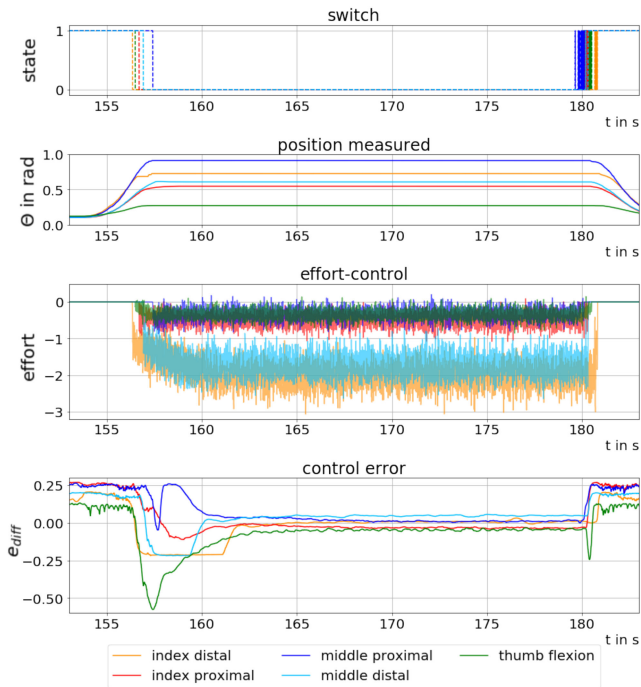 switch
state
1
0
155 160 165 170 175 180
t in s
position measured
Θ in rad
1.0
0.5
0.0
155 160 165 170 175 180
t in s
effort-control
effort
0
−1
−2
−3
155 160 165 170 175 180
t in s
control error
e_diff
0.25
0.00
−0.25
−0.50
155 160 165 170 175 180
t in s
index distal middle proximal thumb flexion
index proximal middle distal